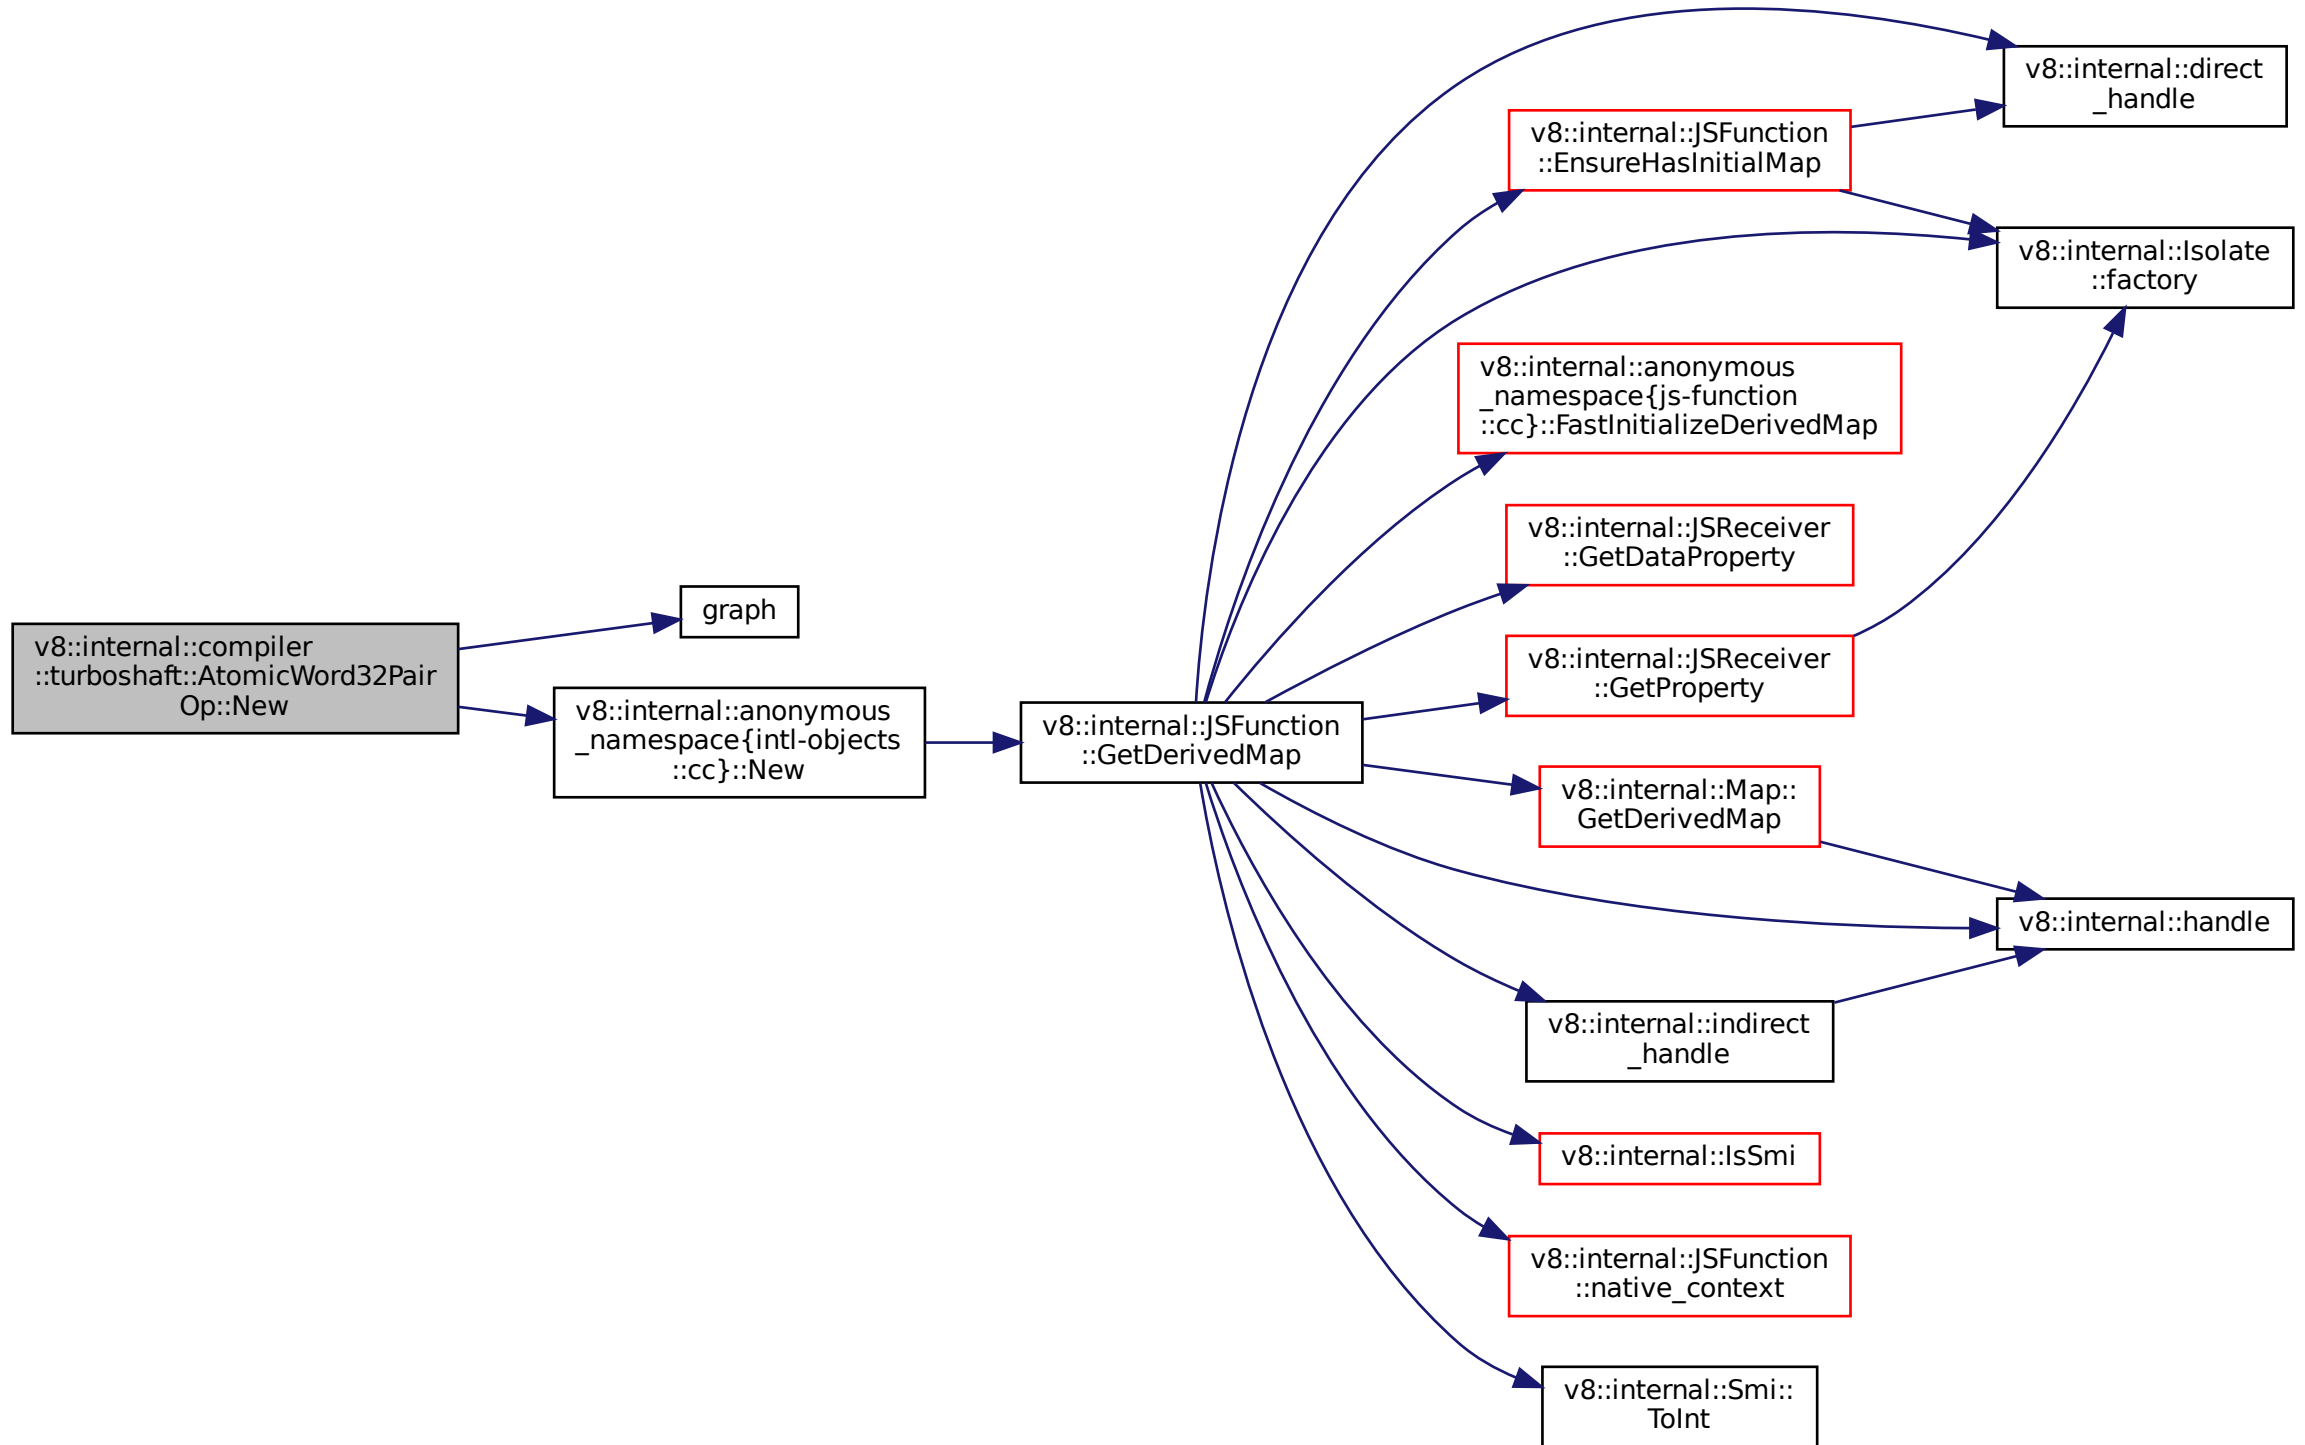 v8::internal::compiler
::turboshaft::AtomicWord32Pair
Op::New
graph
v8::internal::anonymous
_namespace{intl-objects
::cc}::New
v8::internal::JSFunction
::GetDerivedMap
v8::internal::direct
_handle
v8::internal::JSFunction
::EnsureHasInitialMap
v8::internal::Isolate
::factory
v8::internal::anonymous
_namespace{js-function
::cc}::FastInitializeDerivedMap
v8::internal::JSReceiver
::GetDataProperty
v8::internal::JSReceiver
::GetProperty
v8::internal::Map::
GetDerivedMap
v8::internal::handle
v8::internal::indirect
_handle
v8::internal::IsSmi
v8::internal::JSFunction
::native_context
v8::internal::Smi::
ToInt